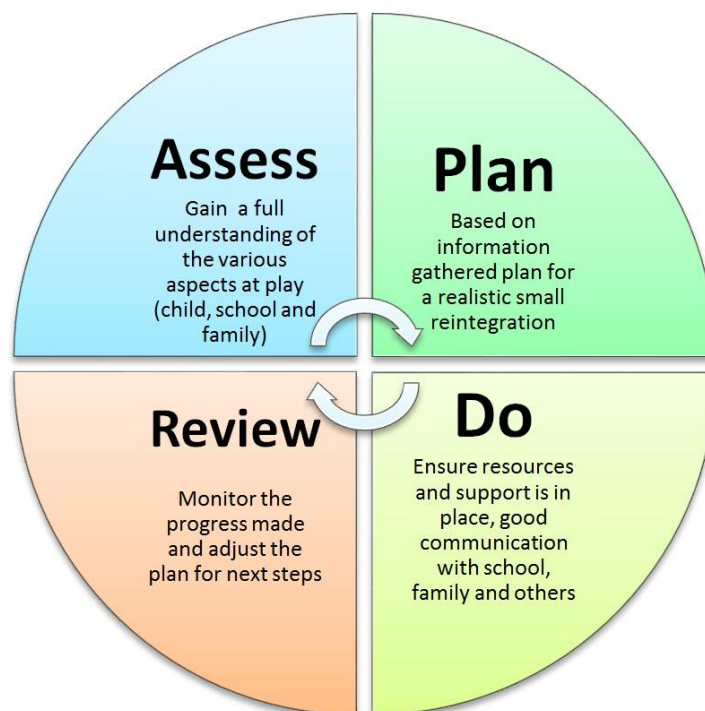 Assess
Gain a full
understanding of
the various
aspects at play
(child, school and
family)
Plan
Based on
information
gathered plan for
a realistic small
reintegration
Review
Monitor the
progress made
and adjust the
plan for next steps
Do
Ensure resources
and support is in
place, good
communication
with school,
family and others